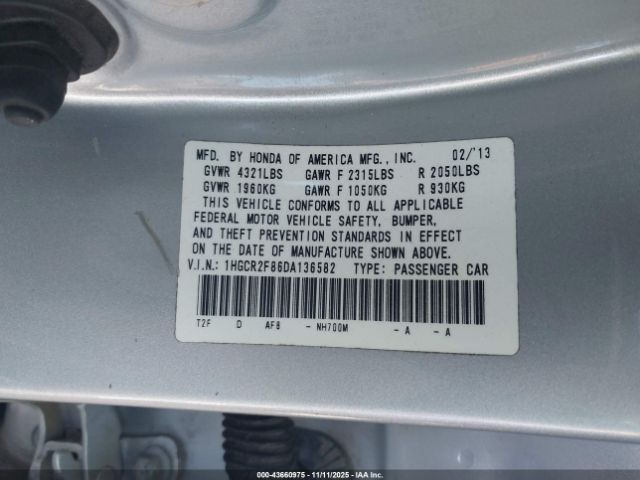 MFD. BY HONDA OF AMERICA MFG., INC. 02/'13
GVWR 4321LBS GAWR F 2315LBS R 2050LBS
GVWR 1960KG GAWR F 1050KG R 930KG
THIS VEHICLE CONFORMS TO ALL APPLICABLE
FEDERAL MOTOR VEHICLE SAFETY, BUMPER,
AND THEFT PREVENTION STANDARDS IN EFFECT
ON THE DATE OF MANUFACTURE SHOWN ABOVE.
V.I.N.: 1HGCR2F86DA136582 TYPE: PASSENGER CAR
T2F D AF8 - NH700M - A - A
000-43660975 - 11/11/2025 - IAAI.COM